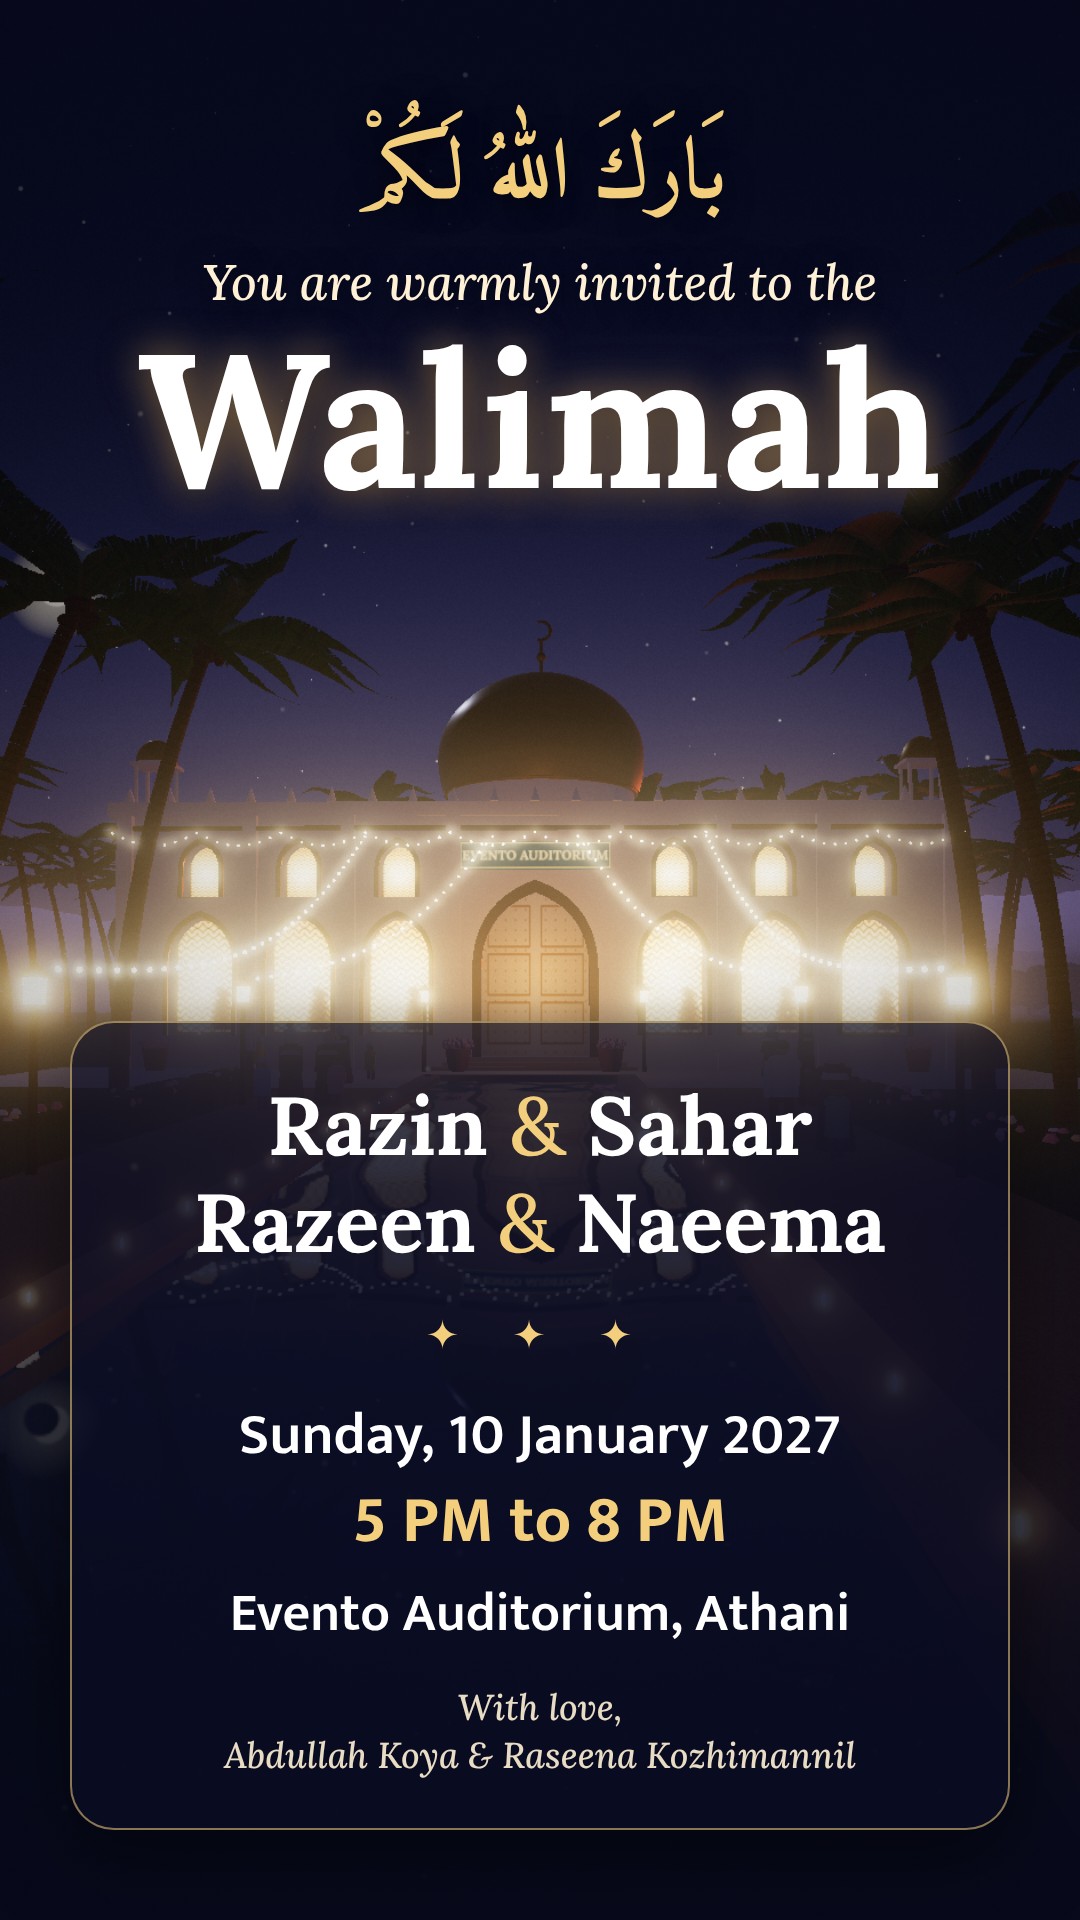 بَارَكَ اللّٰهُ لَكُمْ
You are warmly invited to the
Walimah
EVENTO AUDITORIUM
Razin & Sahar
Razeen & Naeema
✦ ✦ ✦
Sunday, 10 January 2027
5 PM to 8 PM
Evento Auditorium, Athani
With love,
Abdullah Koya & Raseena Kozhimannil